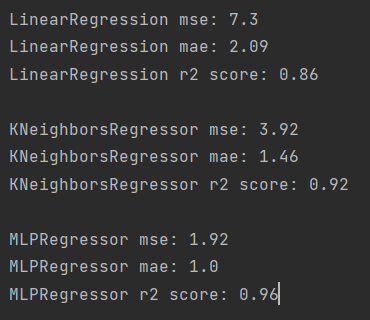 LinearRegression mse: 7.3
LinearRegression mae: 2.09
LinearRegression r2 score: 0.86
KNeighborsRegressor mse: 3.92
KNeighborsRegressor mae: 1.46
KNeighborsRegressor r2 score: 0.92
MLPRegressor mse: 1.92
MLPRegressor mae: 1.0
MLPRegressor r2 score: 0.96